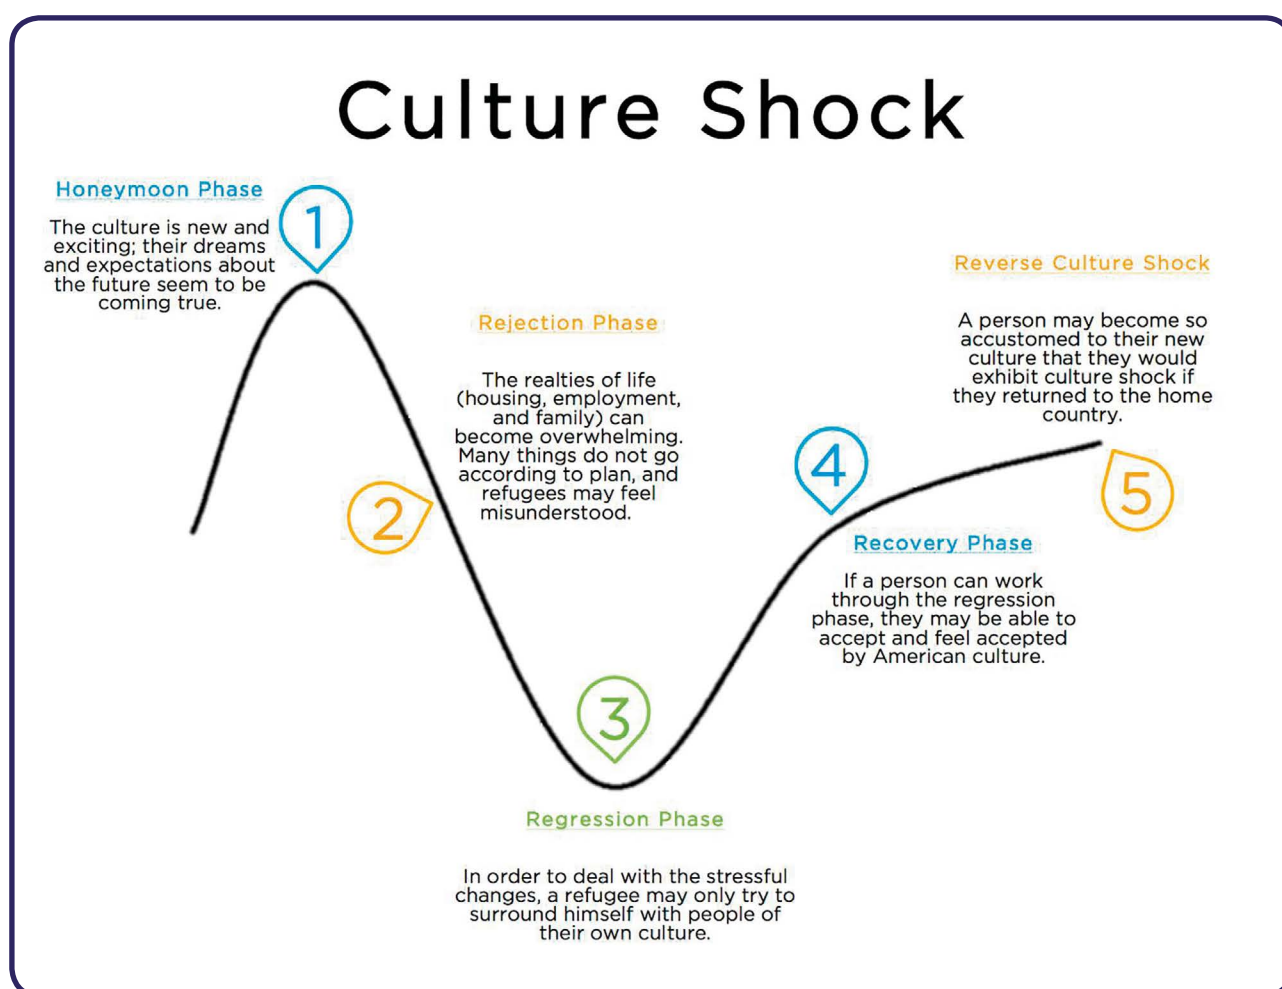 Culture Shock
Honeymoon Phase
The culture is new and
exciting; their dreams
and expectations about
the future seem to be
coming true.
1
Rejection Phase
The realties of life
(housing, employment,
and family) can
become overwhelming.
Many things do not go
according to plan, and
refugees may feel
misunderstood.
2
3
Regression Phase
In order to deal with the stressful
changes, a refugee may only try to
surround himself with people of
their own culture.
4
Recovery Phase
If a person can work
through the regression
phase, they may be able to
accept and feel accepted
by American culture.
Reverse Culture Shock
A person may become so
accustomed to their new
culture that they would
exhibit culture shock if
they returned to the home
country.
5